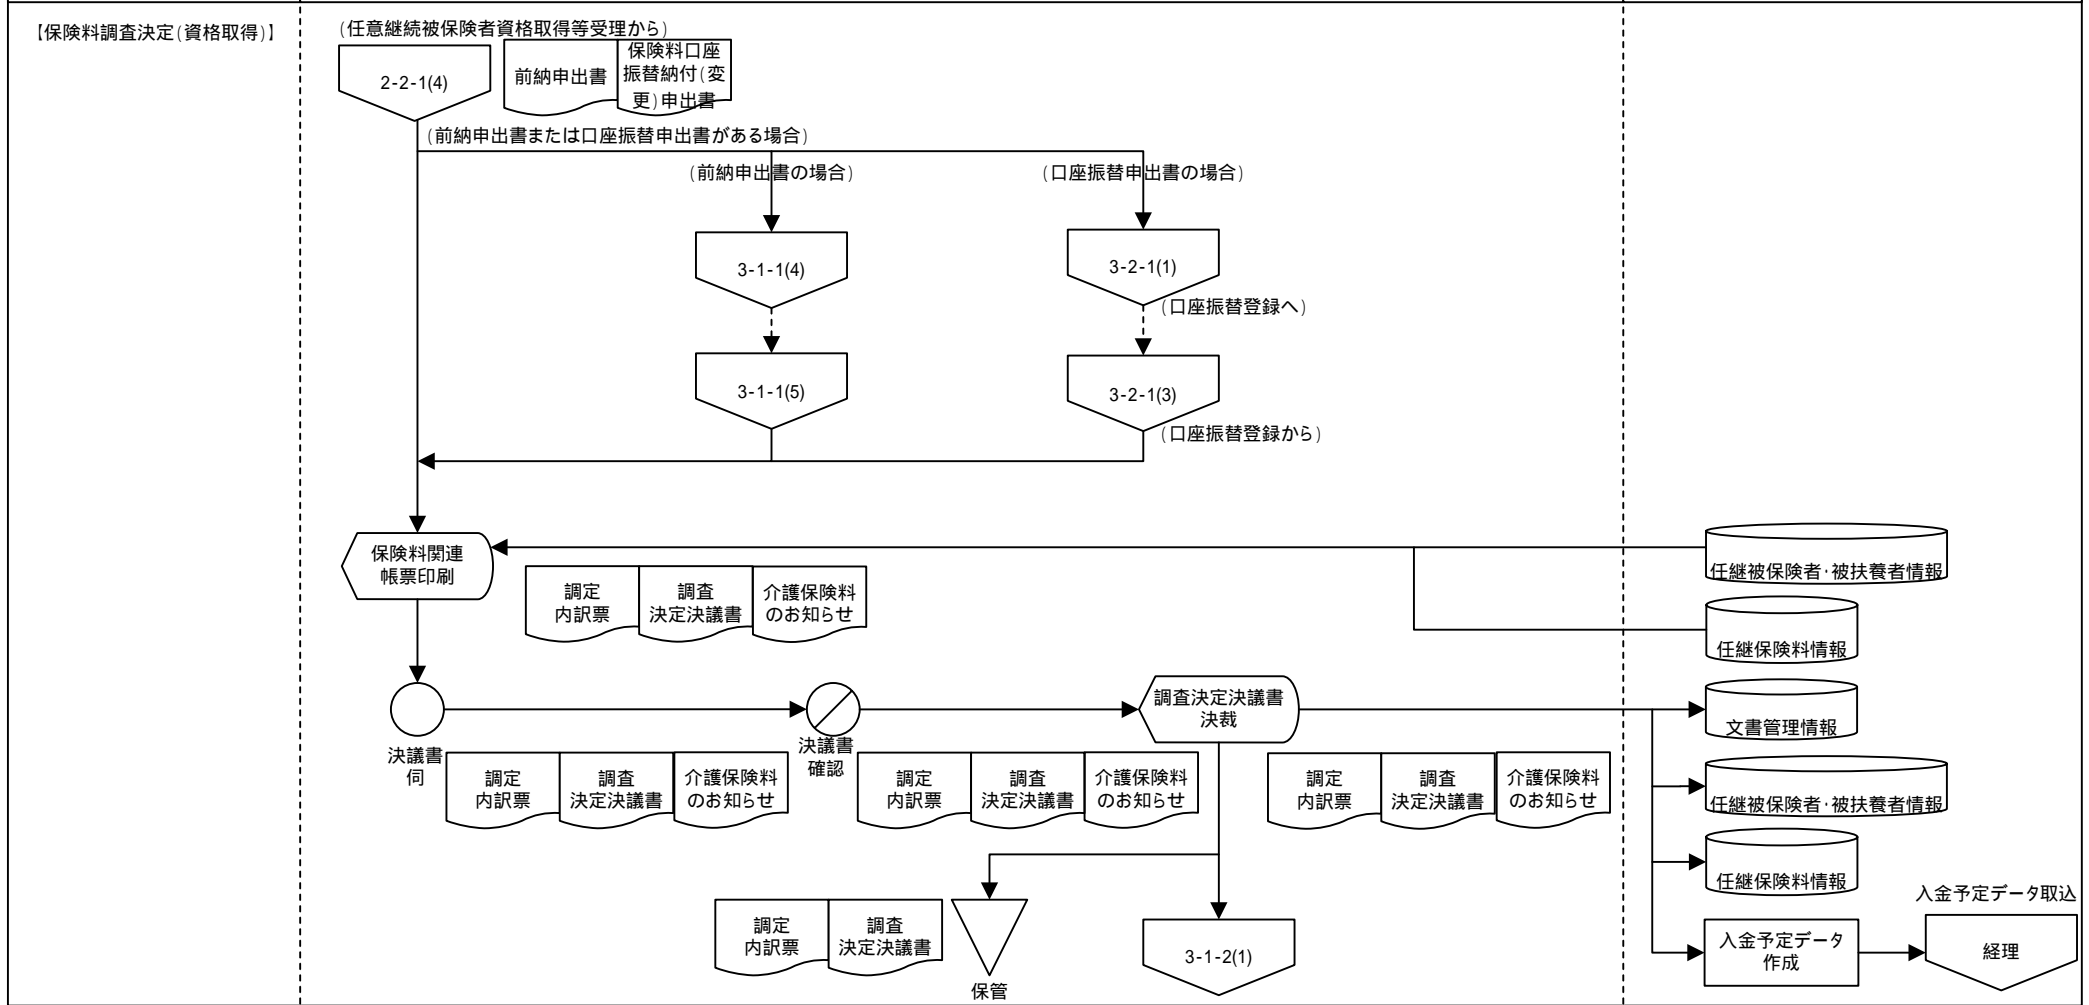 【保険料調査決定(資格取得)】
(任意継続被保険者資格取得等受理から)
2-2-1(4)
前納申出書
保険料口座
振替納付(変
更)申出書
(前納申出書または口座振替申出書がある場合)
(前納申出書の場合)
(口座振替申出書の場合)
3-1-1(4)
3-2-1(1)
(口座振替登録へ)
3-1-1(5)
3-2-1(3)
(口座振替登録から)
保険料関連
帳票印刷
調定
内訳票
調査
決定決議書
介護保険料
のお知らせ
任継被保険者・被扶養者情報
任継保険料情報
決議書
伺
調定
内訳票
調査
決定決議書
介護保険料
のお知らせ
決議書
確認
調定
内訳票
調査
決定決議書
介護保険料
のお知らせ
調査決定決議書
決裁
調定
内訳票
調査
決定決議書
介護保険料
のお知らせ
文書管理情報
任継被保険者・被扶養者情報
任継保険料情報
調定
内訳票
調査
決定決議書
保管
3-1-2(1)
入金予定データ
作成
入金予定データ取込
経理